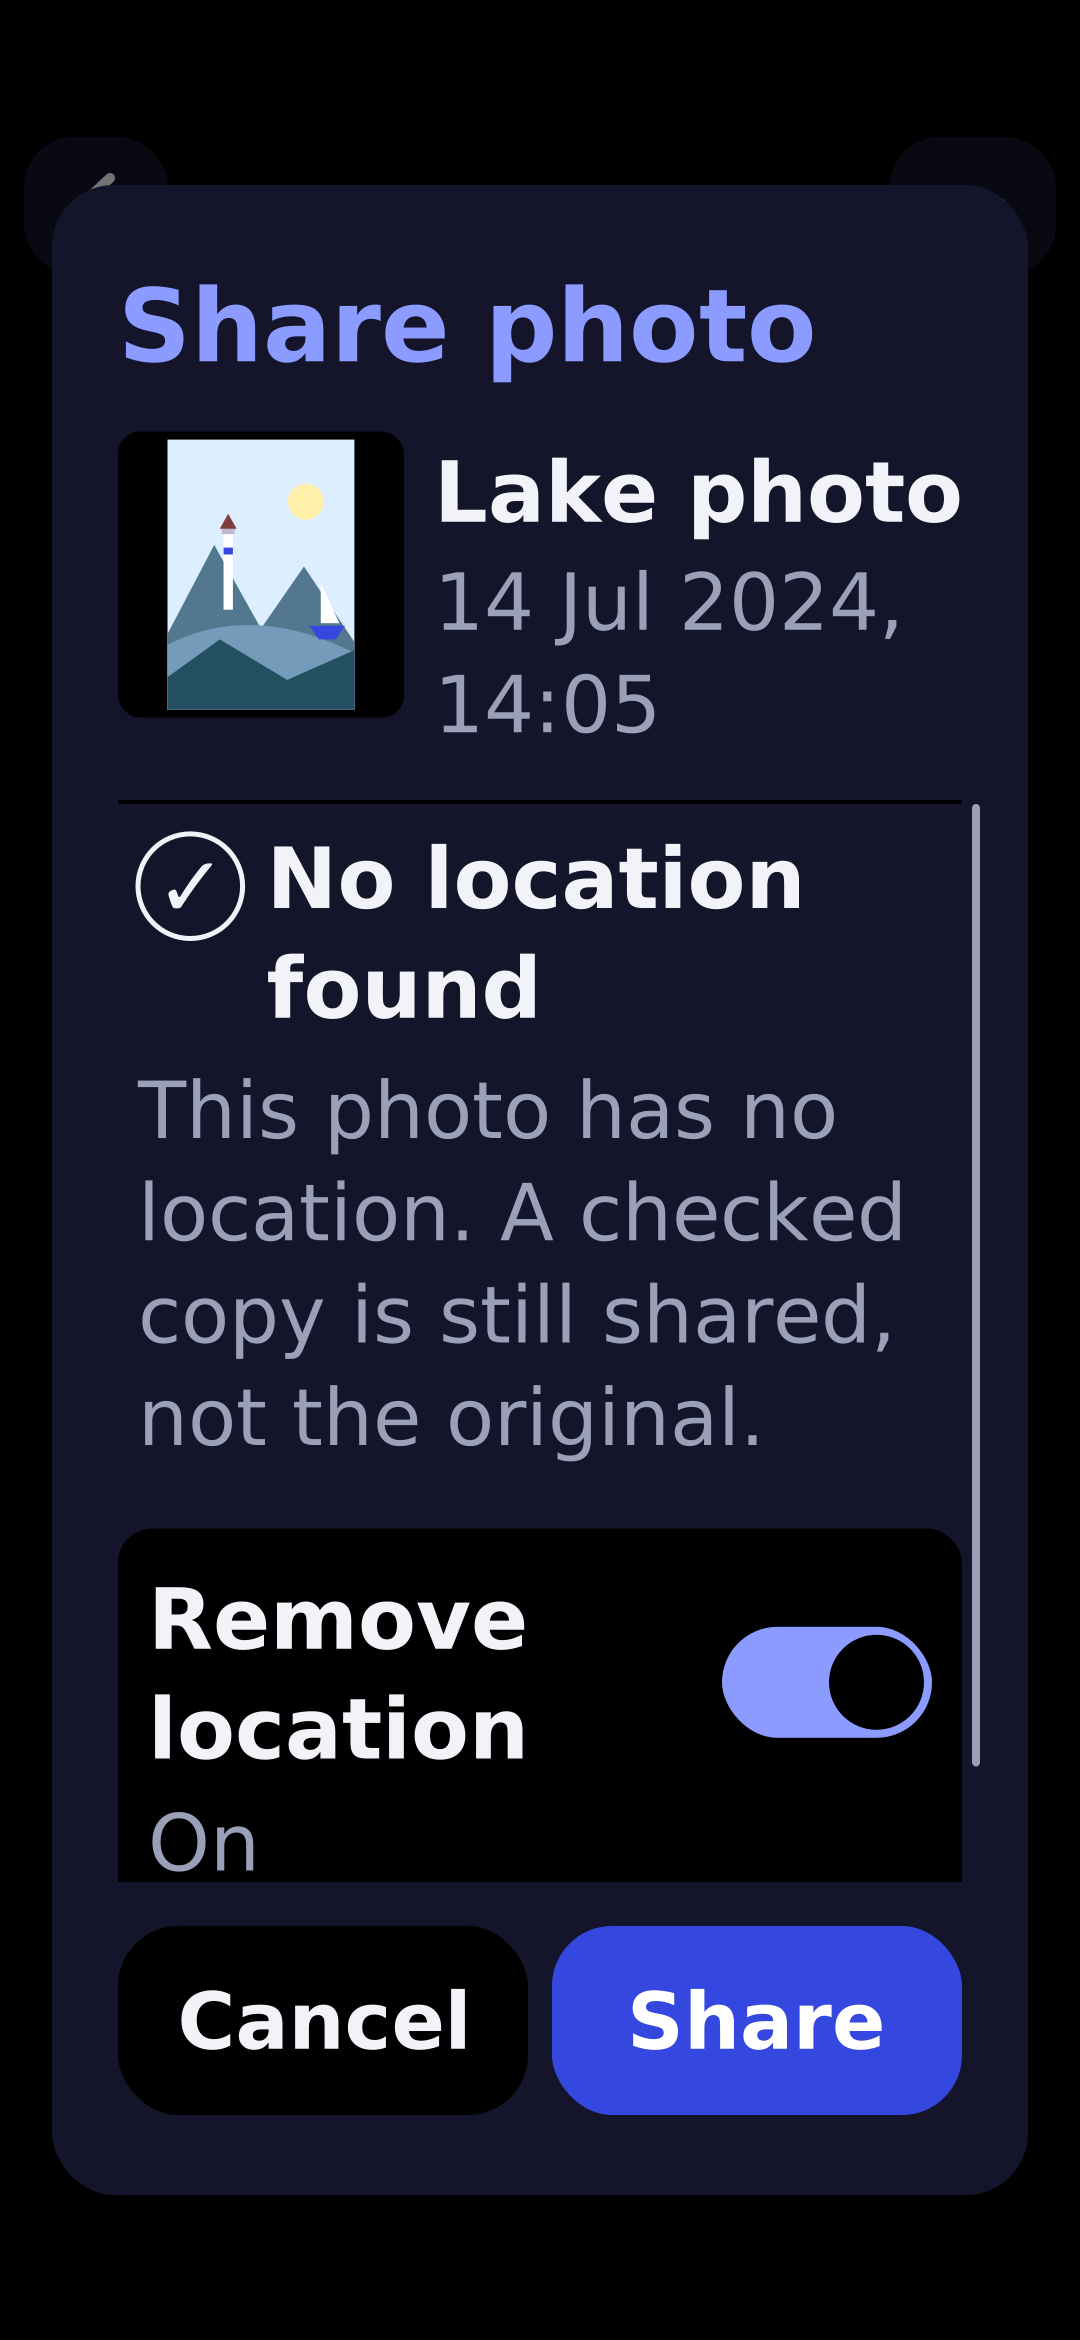 Share photo
Lake photo
14 Jul 2024,
14:05
No location
found
This photo has no
location. A checked
copy is still shared,
not the original.
Remove
location
On
Cancel
Share